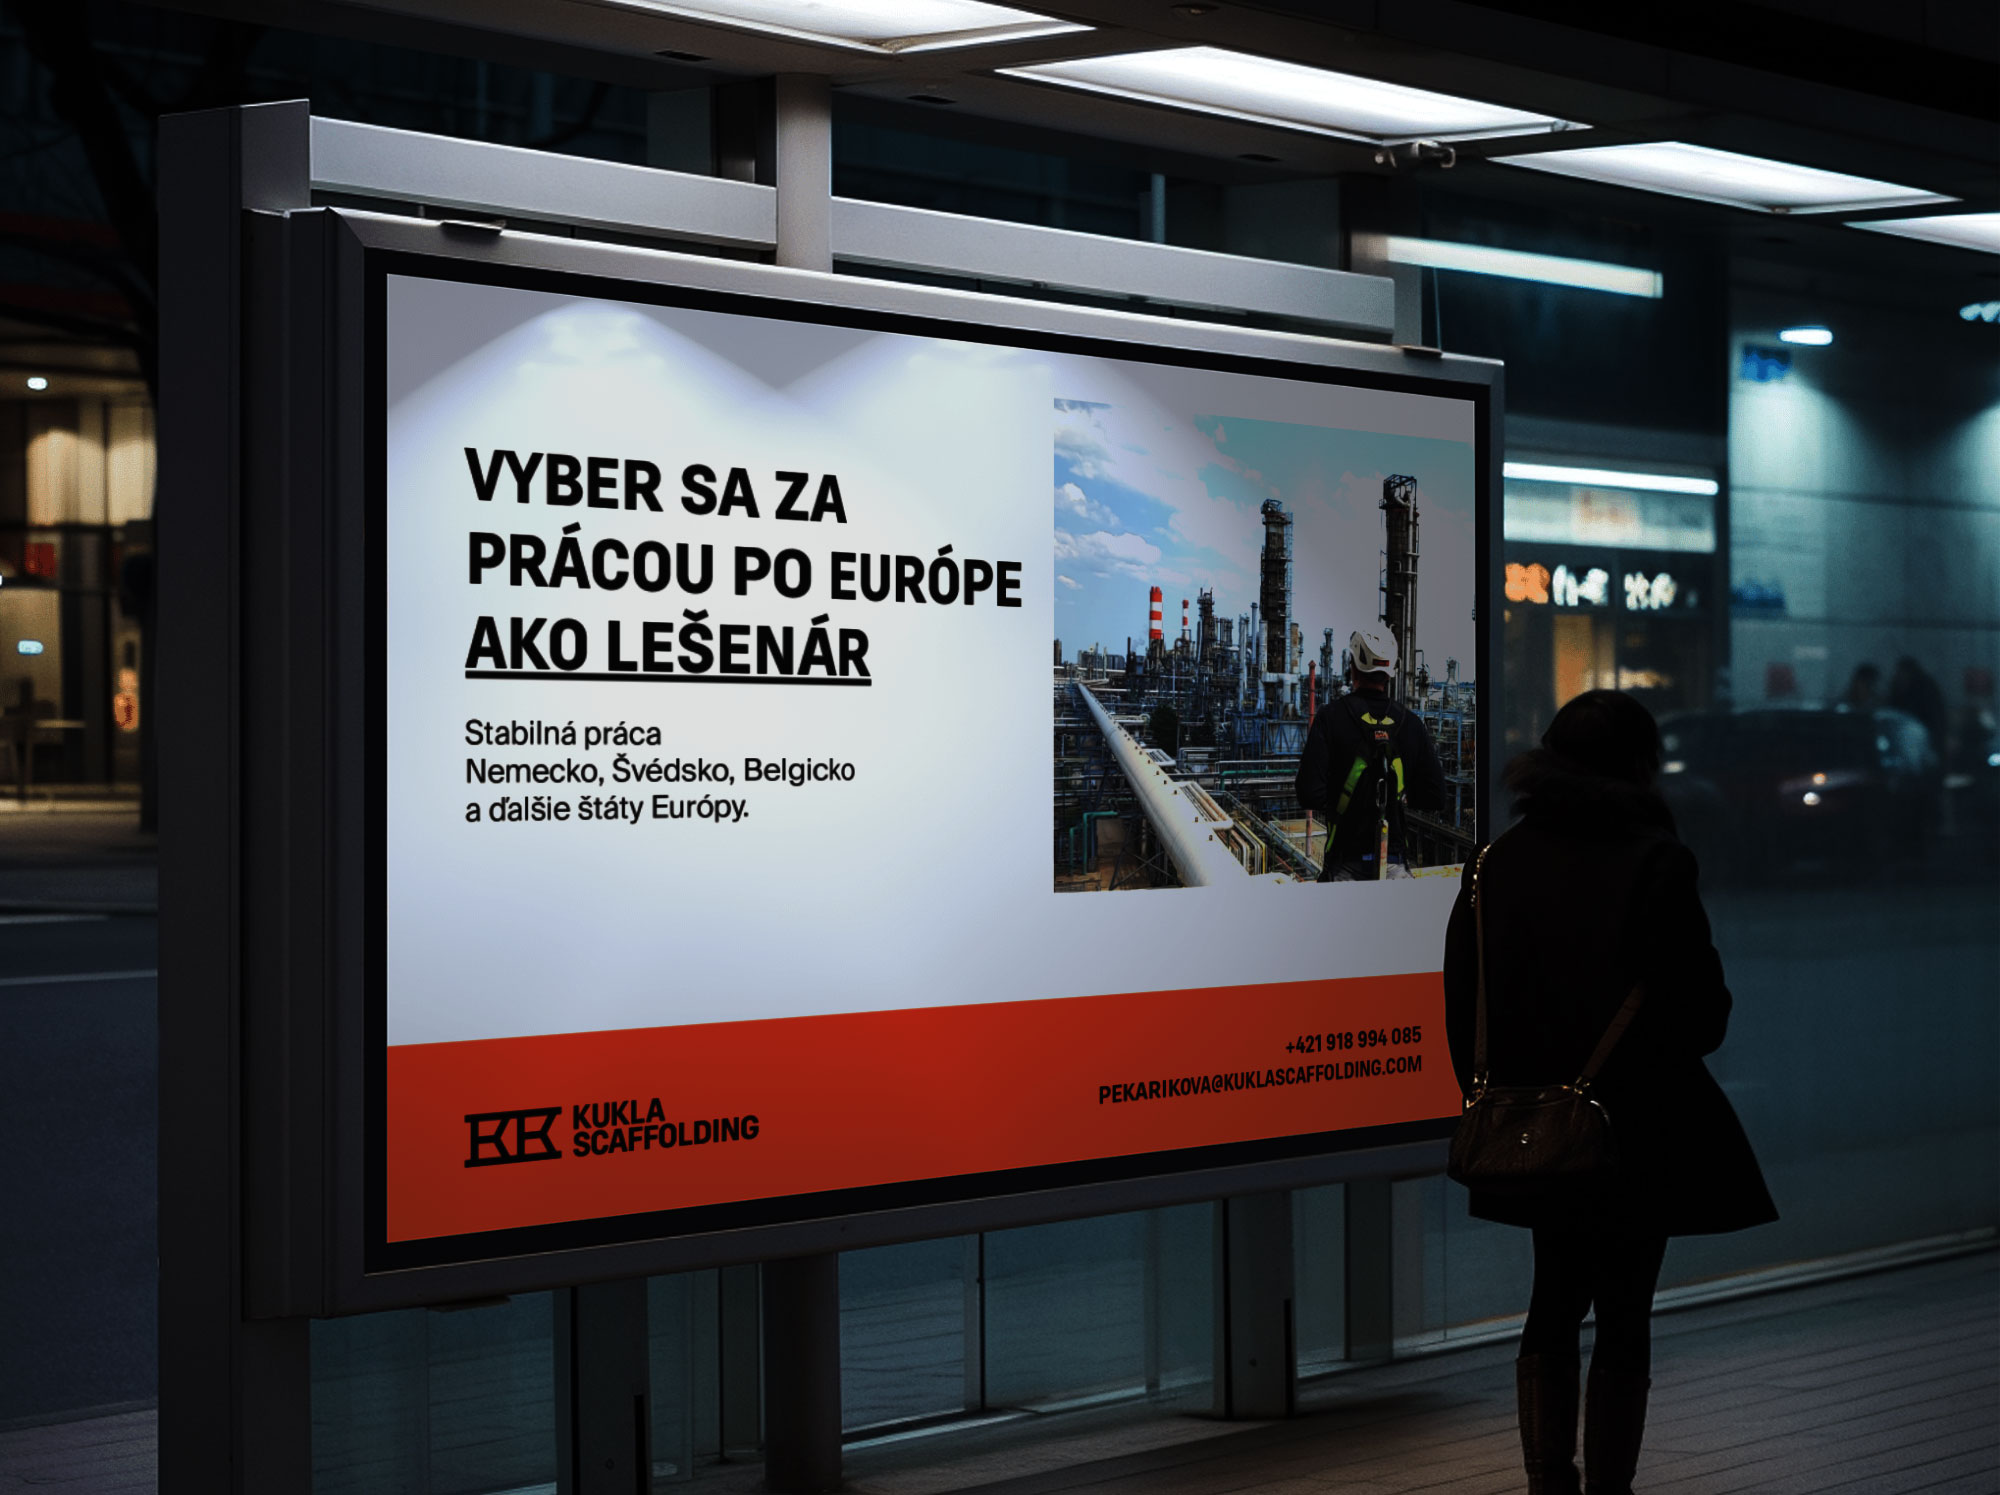 VYBER SA ZA
PRÁCOU PO EURÓPE
AKO LEŠENÁR
Stabilná práca
Nemecko, Švédsko, Belgicko
a ďalšie štáty Európy.
+421 918 994 085
PEKARIKOVA@KUKLASCAFFOLDING.COM
KUKLA
SCAFFOLDING